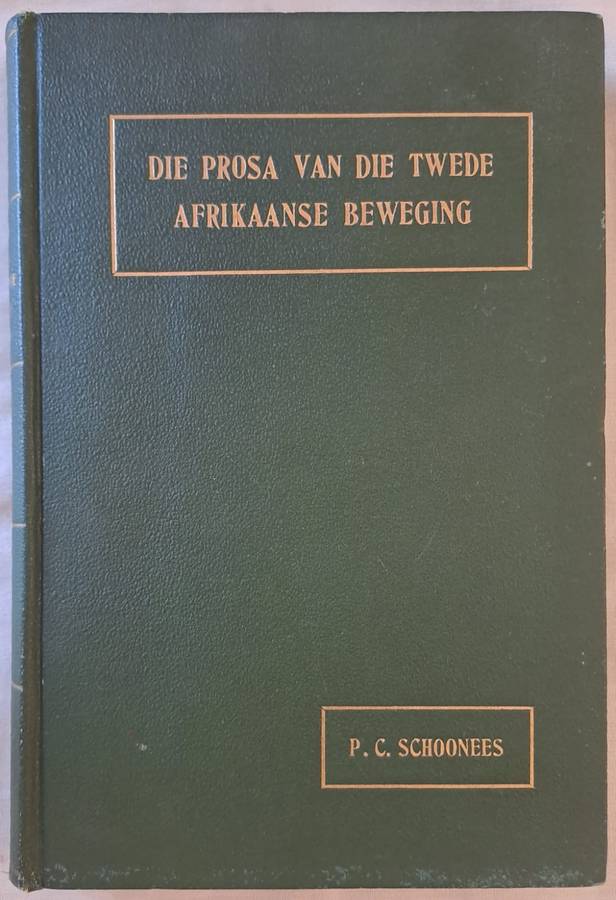 DIE PROSA VAN DIE TWEDE
AFRIKAANSE BEWEGING
P. C. SCHOONEES